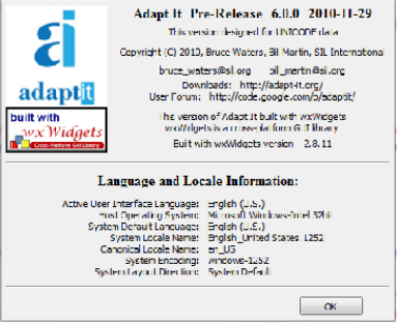 Adapt It Pre-Release 6.0.0 2010-11-29
This version designed for UNICODE data
Copyright (C) 2010, Bruce Waters, Bill Martin, SIL International
bruce_waters@sil.org bill_martin@sil.org
Downloads: http://adapt-it.org/
User Forum: http://code.google.com/p/adaptit/
This version of Adapt It built with wxWidgets
wxWidgets is a cross-platform GUI library
Built with wxWidgets version 2.8.11
ai
adaptit
built with
wxWidgets
Cross-Platform GUI Library
Language and Locale Information:
Active User Interface Language: English (U.S.)
Host Operating System: Microsoft Windows-Intel 32bit
System Default Language: English (U.S.)
System Locale Name: English_United States.1252
Canonical Locale Name: en_US
System Encoding: windows-1252
System Layout Direction: System Default
OK